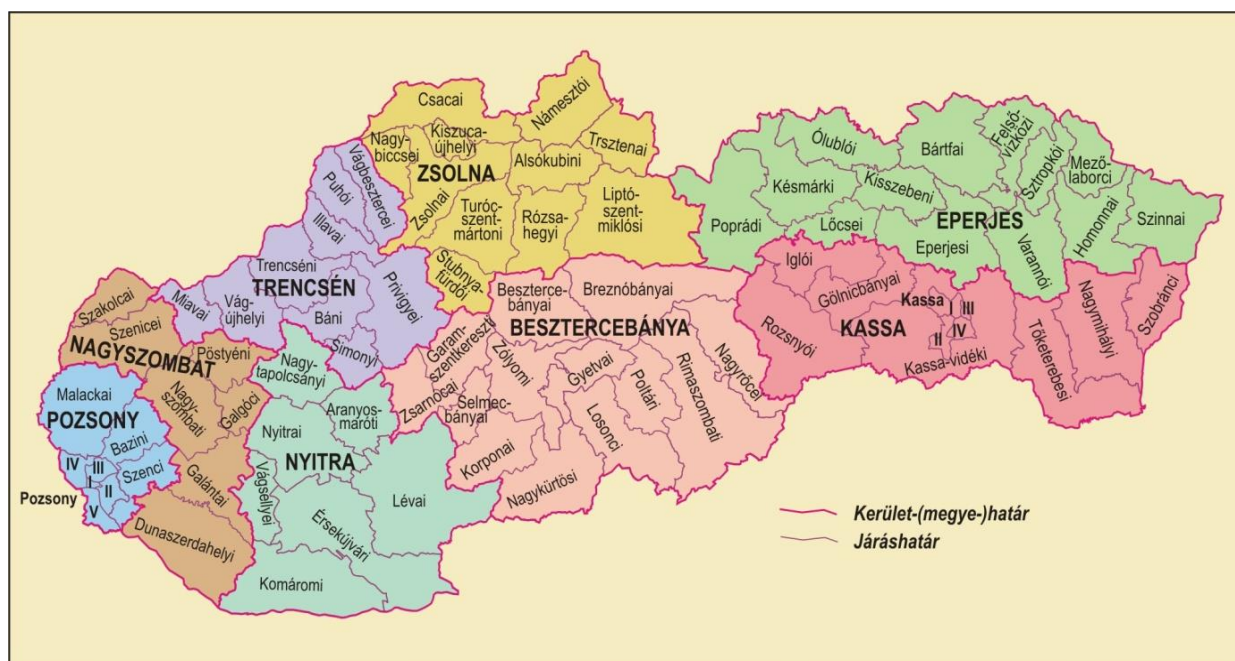 Csacai
Námesztói
Nagy-
biccsei
Kiszuca-
újhelyi
Trsztenai
Alsókubini
ZSOLNA
Zsolnai
Turóc-
szent-
mártoni
Rózsa-
hegyi
Liptó-
szent-
miklósi
Stubnya-
fürdői
Vágbesztercei
Puhói
Illavai
Trencséni
TRENCSÉN
Miavai
Vág-
újhelyi
Báni
Privigyei
Simonyi
Ólublói
Bártfai
Felső-
vízközi
Sztropkói
Mező-
laborci
Késmárki
Kisszebeni
EPERJES
Szinnai
Poprádi
Lőcsei
Eperjesi
Varannói
Homonnai
Iglói
Gölnicbányai
Kassa
I
III
KASSA
IV
II
Rozsnyói
Kassa-vidéki
Tőketerebesi
Nagymihályi
Szobránci
Beszterce-
bányai
Breznóbányai
BESZTERCEBÁNYA
Garam-
szentkereszti
Zólyomi
Gyetvai
Poltári
Nagyrőcei
Rimaszombati
Zsarnócai
Selmec-
bányai
Losonci
Korponai
Nagykürtösi
Szakolcai
Szenicei
NAGYSZOMBAT
Pöstyéni
Nagy-
szombati
Galgóci
Galántai
Dunaszerdahelyi
Malackai
POZSONY
Bazini
IV
III
I
II
Szenci
V
Pozsony
Nagy-
tapolcsányi
Aranyos-
maróti
Nyitrai
NYITRA
Vágsellyei
Lévai
Érsekújvári
Komáromi
Kerület-(megye-)határ
Járáshatár